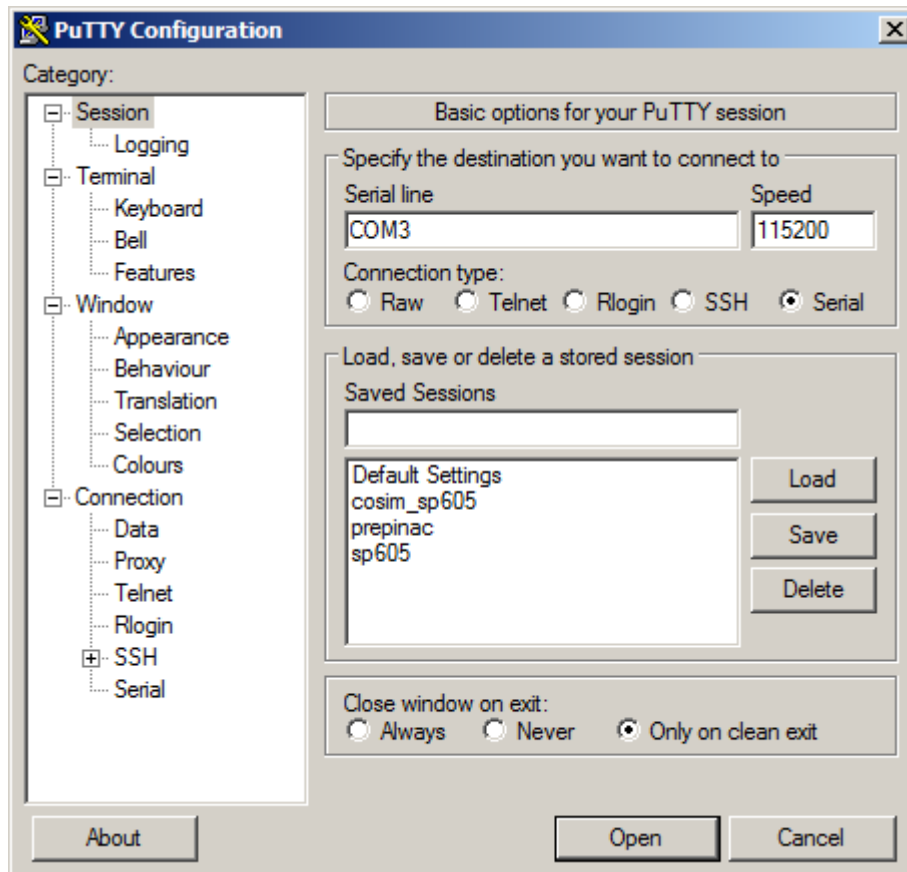 PuTTY Configuration
Category:
Session
Logging
Terminal
Keyboard
Bell
Features
Window
Appearance
Behaviour
Translation
Selection
Colours
Connection
Data
Proxy
Telnet
Rlogin
SSH
Serial
Basic options for your PuTTY session
Specify the destination you want to connect to
Serial line Speed
COM3 115200
Connection type:
Raw Telnet Rlogin SSH Serial
Load, save or delete a stored session
Saved Sessions
Default Settings
cosim_sp605
prepinac
sp605
Load
Save
Delete
Close window on exit:
Always Never Only on clean exit
About Open Cancel